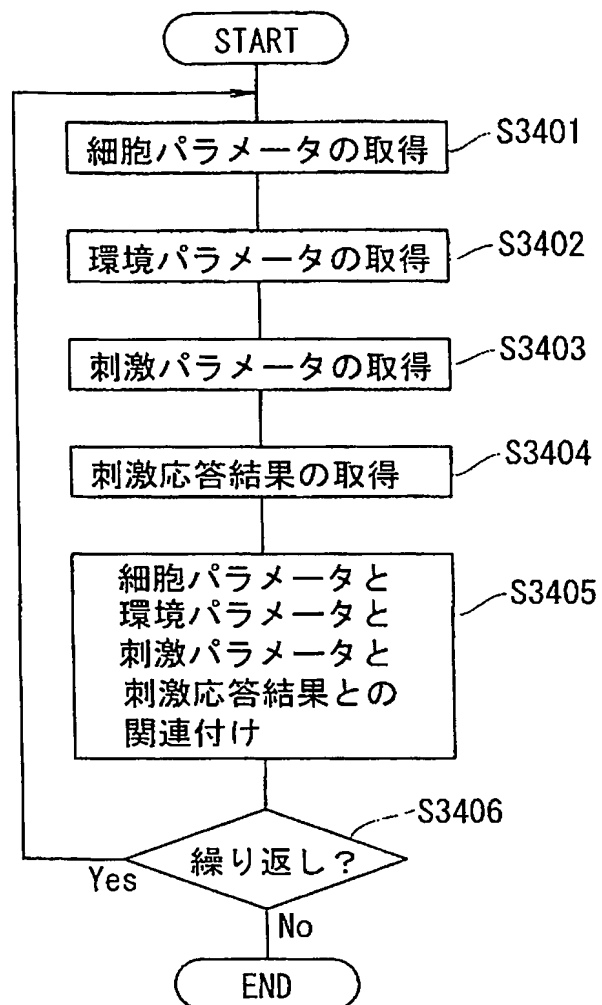 START
細胞パラメータの取得
S3401
環境パラメータの取得
S3402
刺激パラメータの取得
S3403
刺激応答結果の取得
S3404
細胞パラメータと
環境パラメータと
刺激パラメータと
刺激応答結果との
関連付け
S3405
繰り返し?
S3406
Yes
No
END